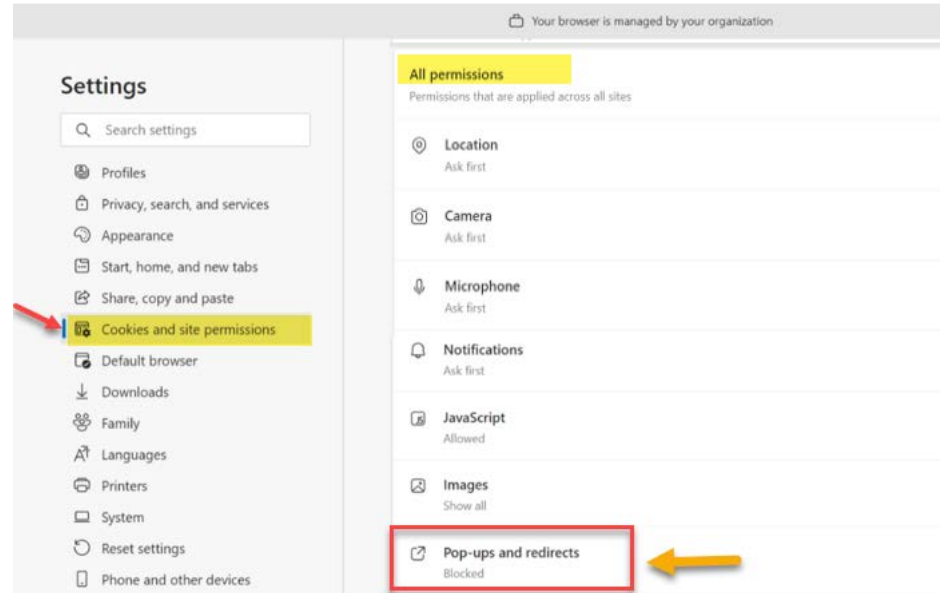 Your browser is managed by your organization
Settings
Search settings
Profiles
Privacy, search, and services
Appearance
Start, home, and new tabs
Share, copy and paste
Cookies and site permissions
Default browser
Downloads
Family
Languages
Printers
System
Reset settings
Phone and other devices
All permissions
Permissions that are applied across all sites
Location
Ask first
Camera
Ask first
Microphone
Ask first
Notifications
Ask first
JavaScript
Allowed
Images
Show all
Pop-ups and redirects
Blocked